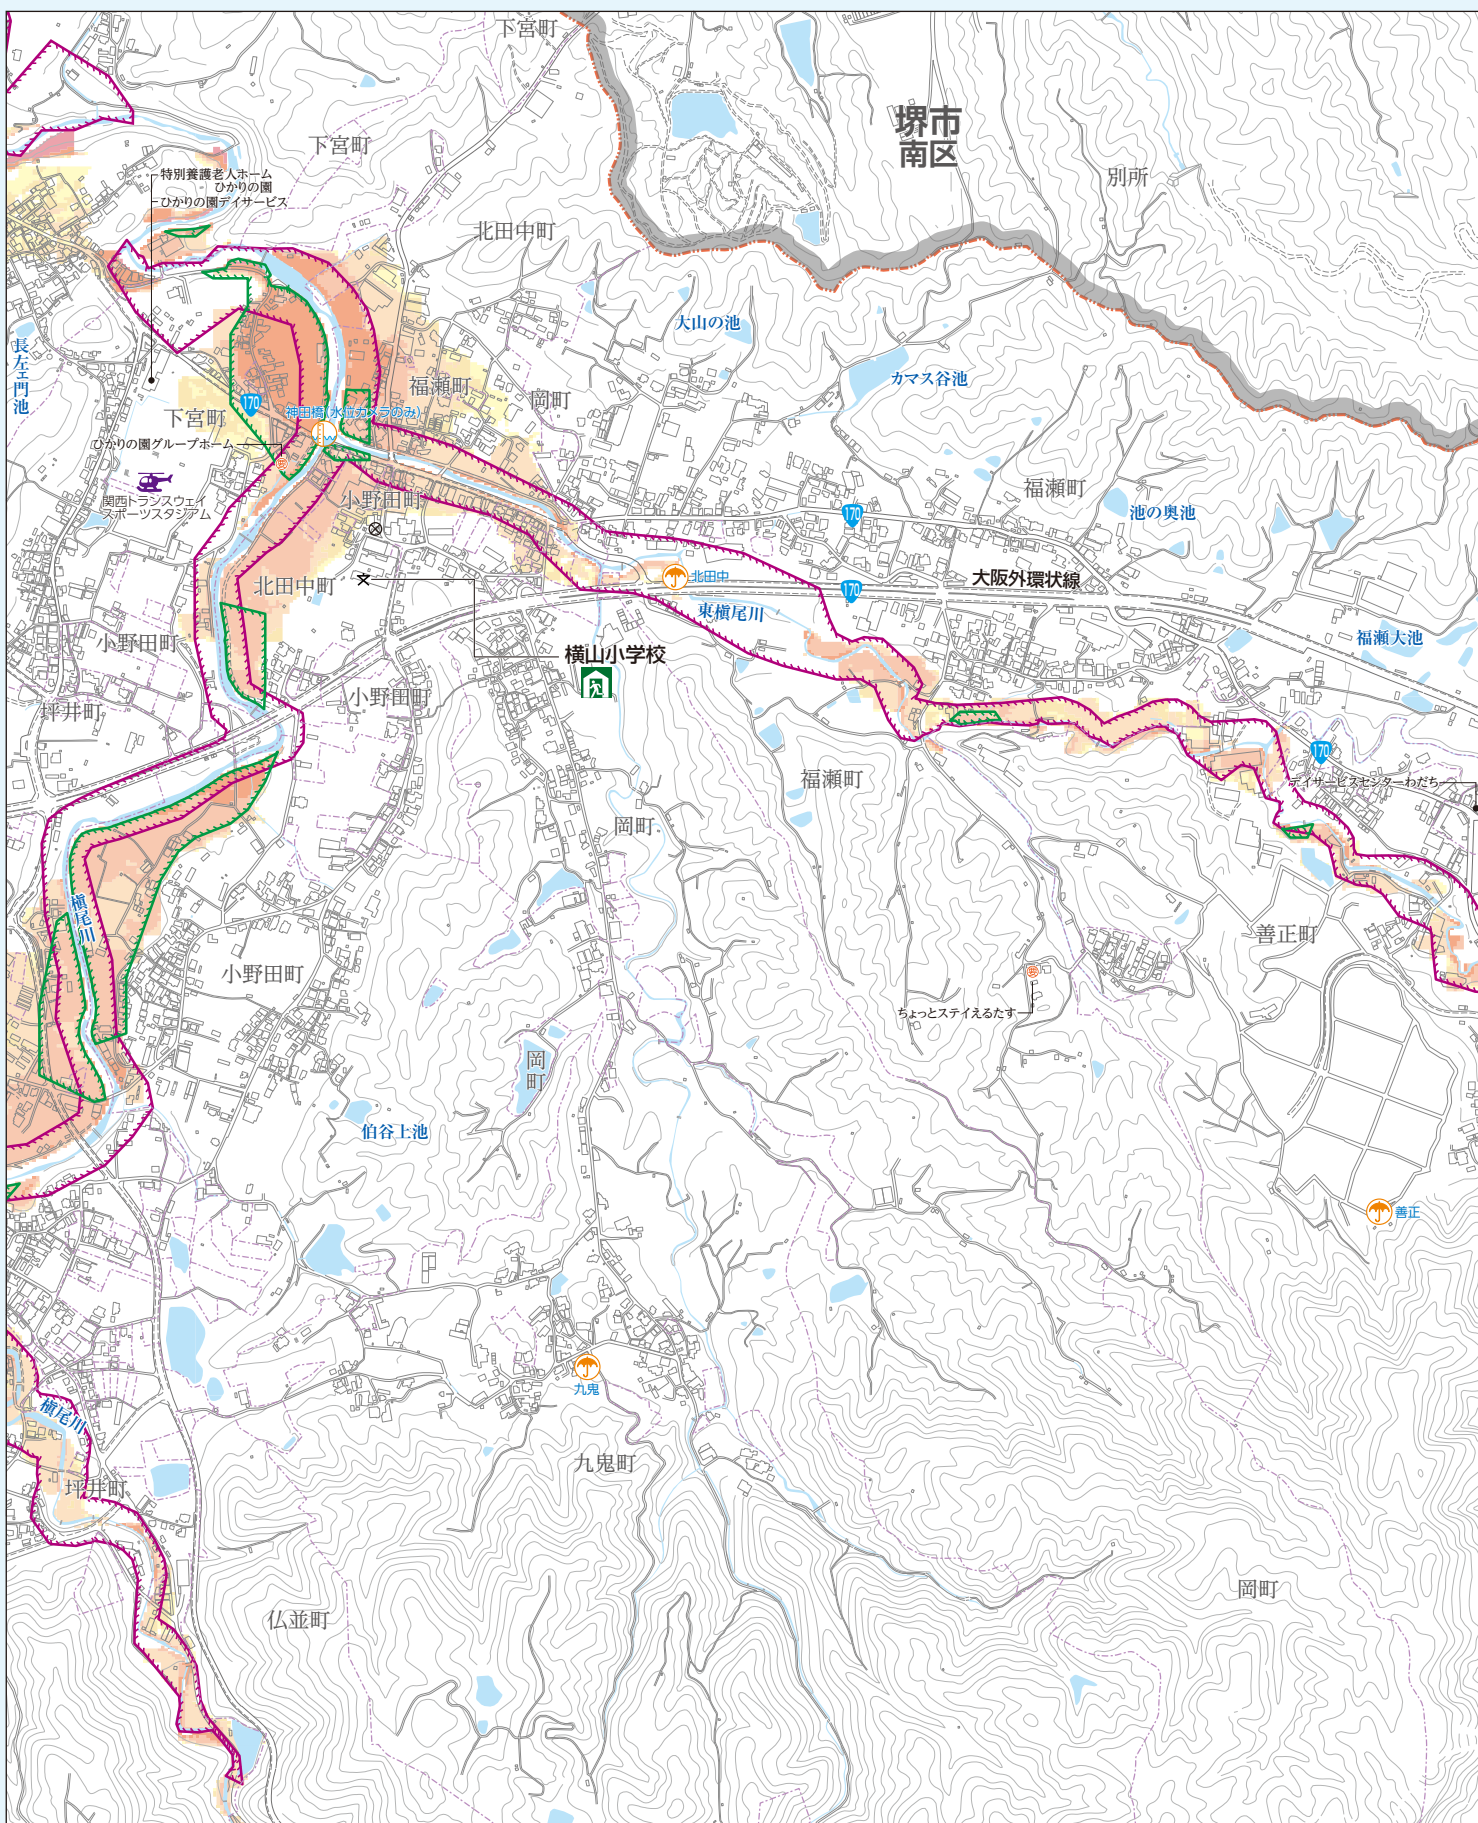 下宮町
堺市
南区
下宮町
別所
特別養護老人ホーム
ひかりの園
ひかりの園デイサービス
北田中町
大山の池
長左ェ門池
カマス谷池
福瀬町
岡町
170
下宮町
神田橋(水位カメラのみ)
ひかりの園グループホーム
関西トランスウェイ
スポーツスタジアム
小野田町
福瀬町
池の奥池
170
北田中
大阪外環状線
170
北田中町
東槇尾川
福瀬大池
小野田町
横山小学校
文
坪井町
小野田町
170
福瀬町
デイサービスセンターわだち
岡町
槇尾川
善正町
小野田町
ちょっとステイえるたす
岡町
伯谷上池
善正
九鬼
槇尾川
九鬼町
坪井町
岡町
仏並町